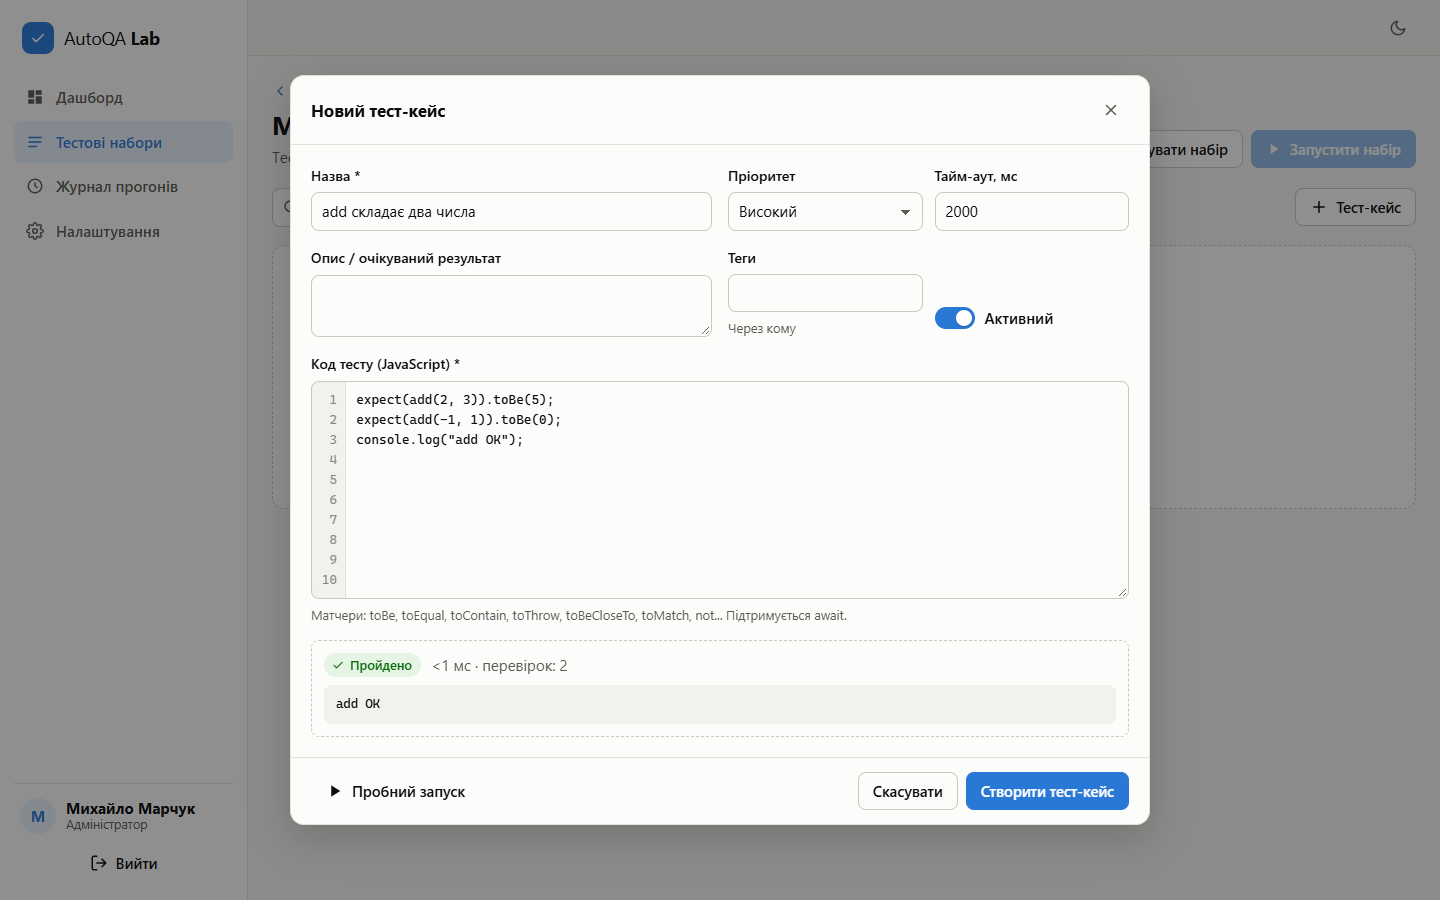 AutoQA Lab
Дашборд
Тестові набори
Журнал прогонів
Налаштування
Михайло Марчук
Адміністратор
М
Вийти
Запустити набір
Тест-кейс
Новий тест-кейс
Назва *
add складає два числа
Пріоритет
Високий
Тайм-аут, мс
2000
Опис / очікуваний результат
Теги
Через кому
Активний
Код тесту (JavaScript) *
1 expect(add(2, 3)).toBe(5);
2 expect(add(-1, 1)).toBe(0);
3 console.log("add OK");
4
5
6
7
8
9
10
Матчери: toBe, toEqual, toContain, toThrow, toBeCloseTo, toMatch, not... Підтримується await.
Пройдено <1 мс · перевірок: 2
add OK
Пробний запуск
Скасувати
Створити тест-кейс